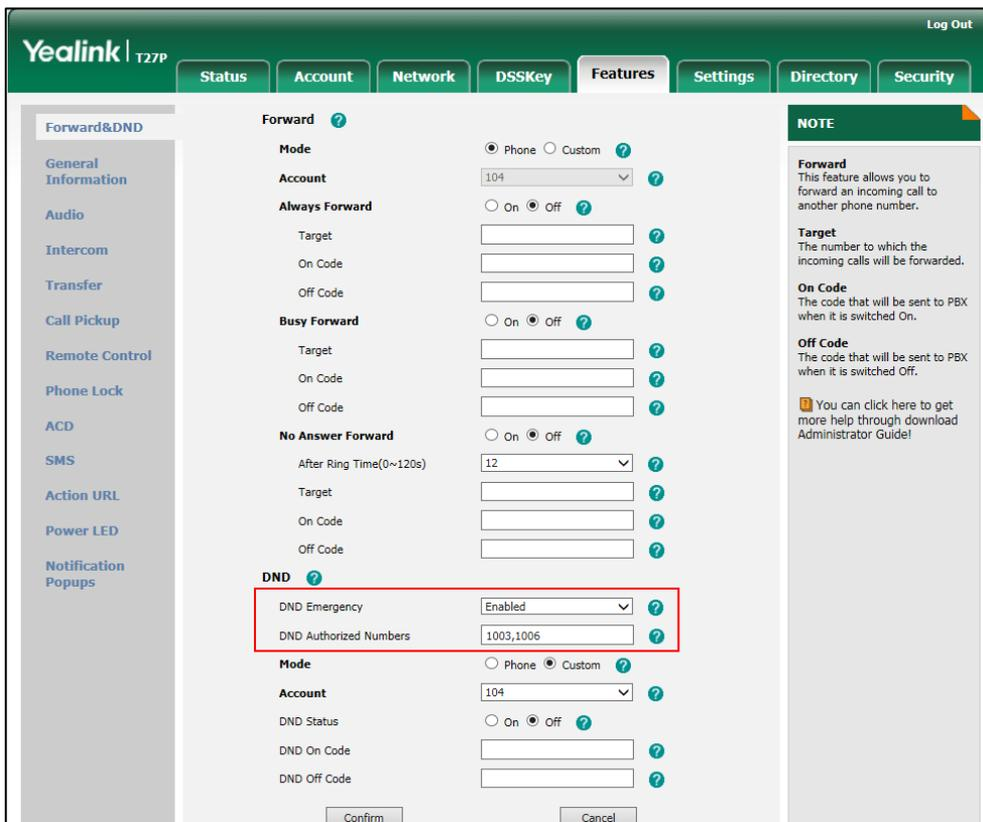 Log Out
Yealink | T27P
Status Account Network DSSKey Features Settings Directory Security
Forward&DND
General
Information
Audio
Intercom
Transfer
Call Pickup
Remote Control
Phone Lock
ACD
SMS
Action URL
Power LED
Notification
Popups
Forward ?
Mode Phone Custom ?
Account 104 ?
Always Forward On Off ?
Target ?
On Code ?
Off Code ?
Busy Forward On Off ?
Target ?
On Code ?
Off Code ?
No Answer Forward On Off ?
After Ring Time(0~120s) 12 ?
Target ?
On Code ?
Off Code ?
DND ?
DND Emergency Enabled ?
DND Authorized Numbers 1003,1006 ?
Mode Phone Custom ?
Account 104 ?
DND Status On Off ?
DND On Code ?
DND Off Code ?
Confirm Cancel
NOTE
Forward
This feature allows you to
forward an incoming call to
another phone number.
Target
The number to which the
incoming calls will be forwarded.
On Code
The code that will be sent to PBX
when it is switched On.
Off Code
The code that will be sent to PBX
when it is switched Off.
? You can click here to get
more help through download
Administrator Guide!